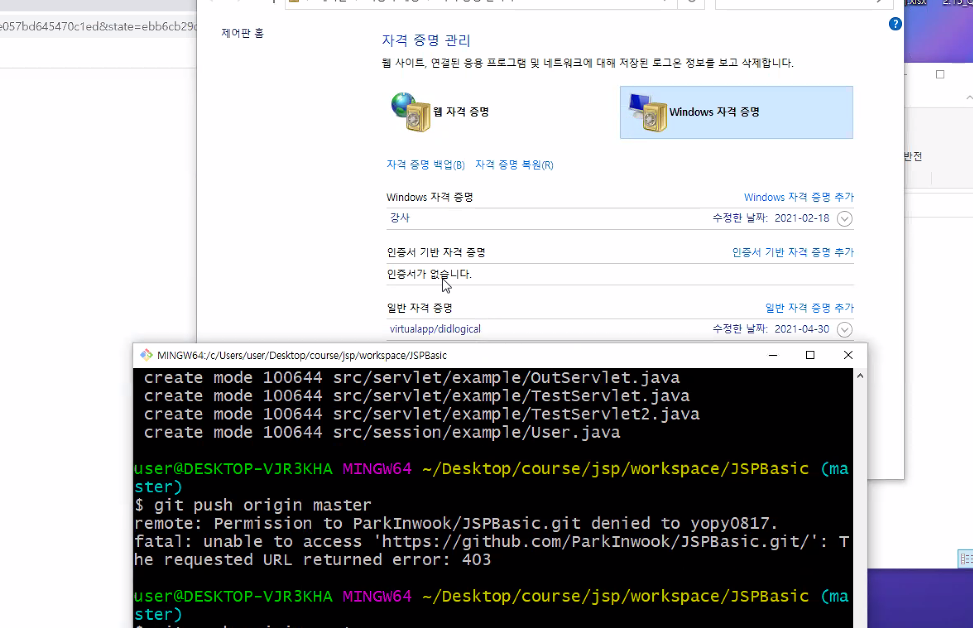 e057bd645470c1ed&state=ebb6cb29c
제어판 홈
자격 증명 관리
웹 사이트, 연결된 응용 프로그램 및 네트워크에 대해 저장된 로그온 정보를 보고 삭제합니다.
웹 자격 증명
Windows 자격 증명
반전
자격 증명 백업(B) 자격 증명 복원(R)
Windows 자격 증명 Windows 자격 증명 추가
강사 수정한 날짜: 2021-02-18
인증서 기반 자격 증명 인증서 기반 자격 증명 추가
인증서가 없습니다.
일반 자격 증명 일반 자격 증명 추가
virtualapp/didlogical 수정한 날짜: 2021-04-30
MINGW64:/c/Users/user/Desktop/course/jsp/workspace/JSPBasic
create mode 100644 src/servlet/example/OutServlet.java
create mode 100644 src/servlet/example/TestServlet.java
create mode 100644 src/servlet/example/TestServlet2.java
create mode 100644 src/session/example/User.java
user@DESKTOP-VJR3KHA MINGW64 ~/Desktop/course/jsp/workspace/JSPBasic (ma
ster)
$ git push origin master
remote: Permission to ParkInwook/JSPBasic.git denied to yopy0817.
fatal: unable to access 'https://github.com/ParkInwook/JSPBasic.git/': T
he requested URL returned error: 403
user@DESKTOP-VJR3KHA MINGW64 ~/Desktop/course/jsp/workspace/JSPBasic (ma
ster)